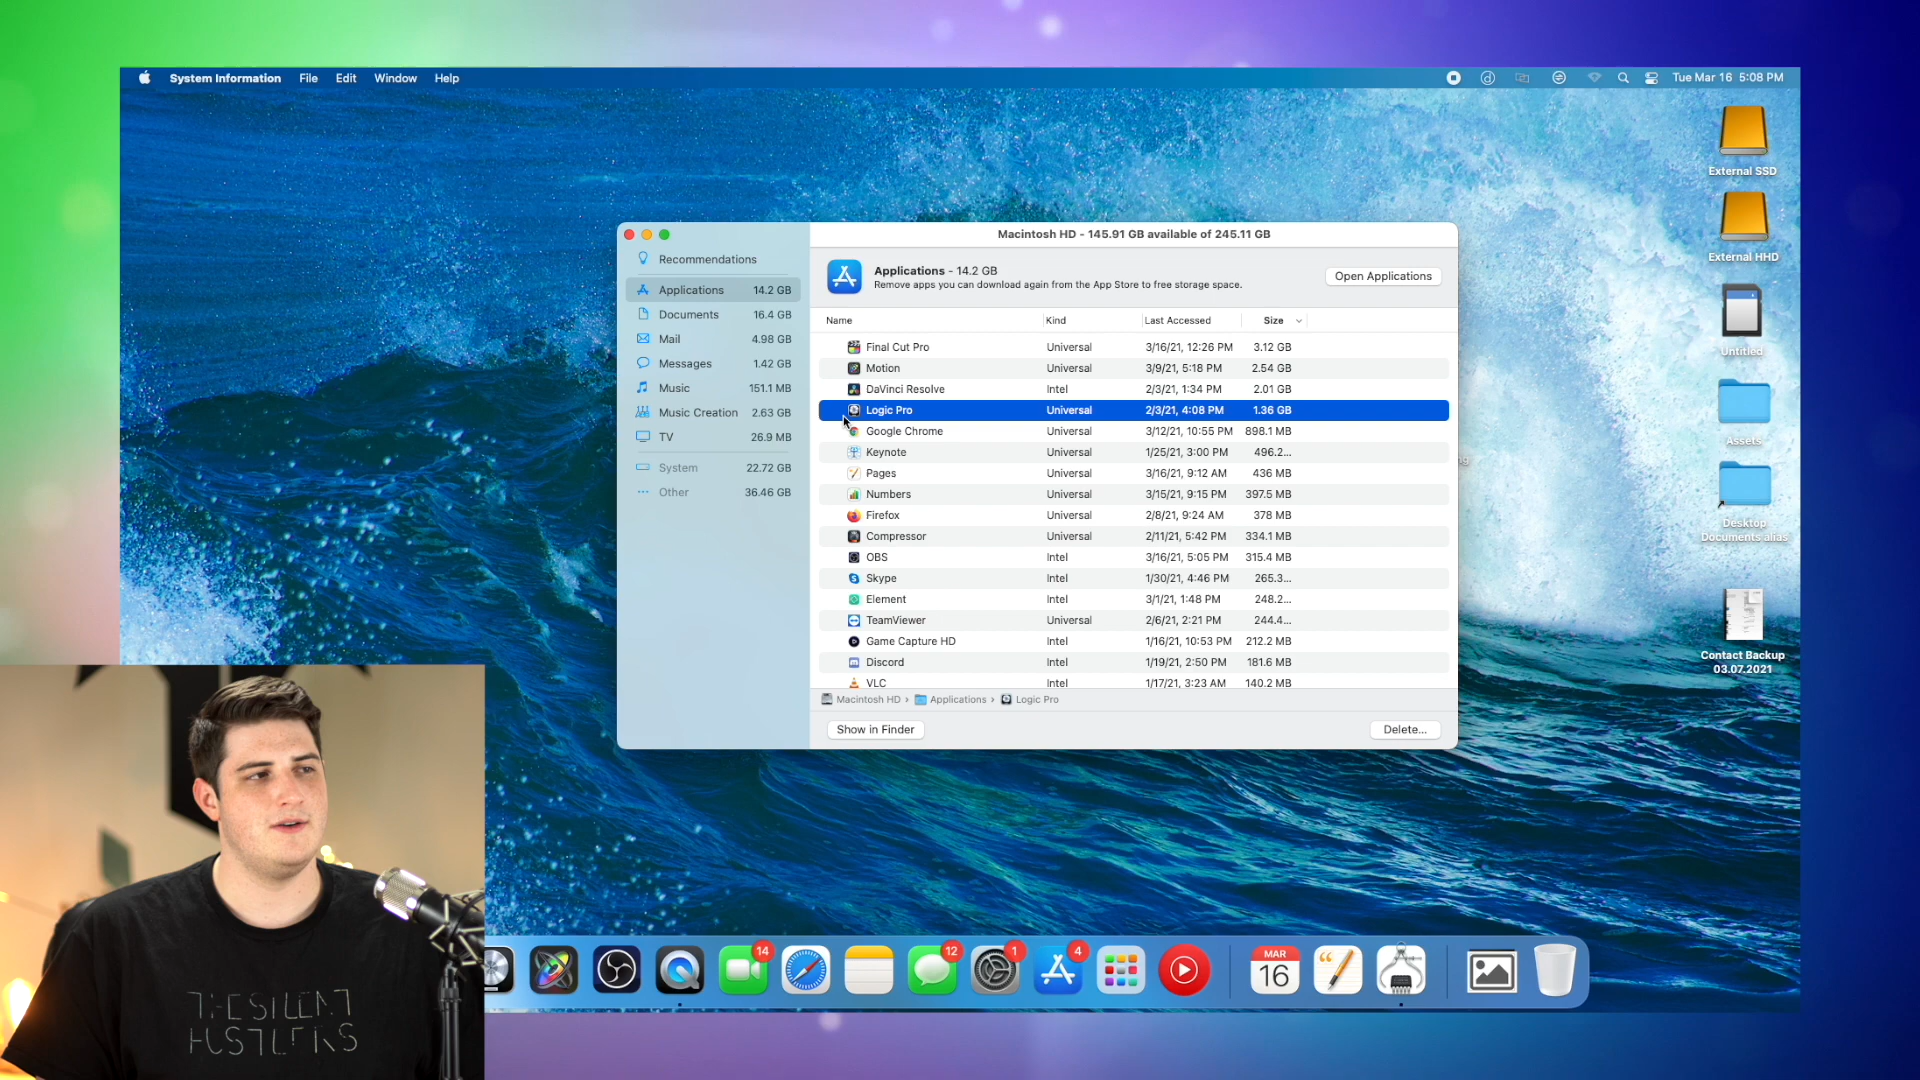 System Information File Edit Window Help
Tue Mar 16 5:08 PM
External SSD
External HHD
Untitled
Assets
Desktop
Documents alias
Contact Backup
03.07.2021
Macintosh HD - 145.91 GB available of 245.11 GB
Recommendations
Applications 14.2 GB
Documents 16.4 GB
Mail 4.98 GB
Messages 1.42 GB
Music 151.1 MB
Music Creation 2.63 GB
TV 26.9 MB
System 22.72 GB
Other 36.46 GB
Applications - 14.2 GB
Remove apps you can download again from the App Store to free storage space.
Open Applications
Name Kind Last Accessed Size
Final Cut Pro Universal 3/16/21, 12:26 PM 3.12 GB
Motion Universal 3/9/21, 5:18 PM 2.54 GB
DaVinci Resolve Intel 2/3/21, 1:34 PM 2.01 GB
Logic Pro Universal 2/3/21, 4:08 PM 1.36 GB
Google Chrome Universal 3/12/21, 10:55 PM 898.1 MB
Keynote Universal 1/25/21, 3:00 PM 496.2...
Pages Universal 3/16/21, 9:12 AM 436 MB
Numbers Universal 3/15/21, 9:15 PM 397.5 MB
Firefox Universal 2/8/21, 9:24 AM 378 MB
Compressor Universal 2/11/21, 5:42 PM 334.1 MB
OBS Intel 3/16/21, 5:05 PM 315.4 MB
Skype Intel 1/30/21, 4:46 PM 265.3...
Element Intel 3/1/21, 1:48 PM 248.2...
TeamViewer Universal 2/6/21, 2:21 PM 244.4...
Game Capture HD Intel 1/16/21, 10:53 PM 212.2 MB
Discord Intel 1/19/21, 2:50 PM 181.6 MB
VLC Intel 1/17/21, 3:23 AM 140.2 MB
Macintosh HD › Applications › Logic Pro
Show in Finder
Delete...
14
12
1
4
MAR
16
THE SILENT
HUSTLERS